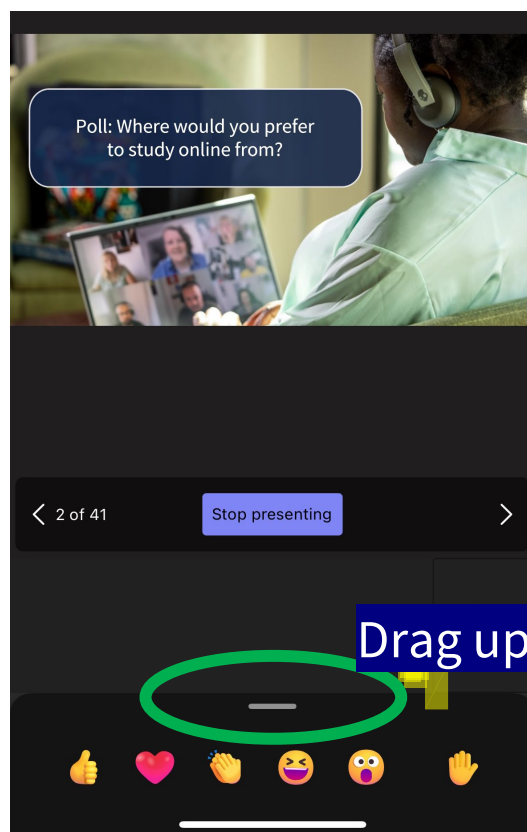 Poll: Where would you prefer
to study online from?
2 of 41
Stop presenting
Drag up